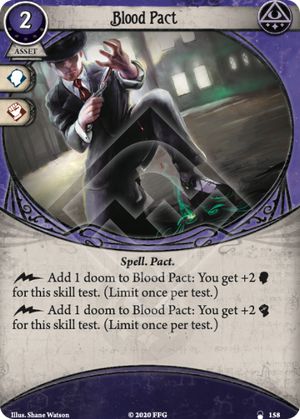 Blood Pact
2
ASSET
Spell. Pact.
Add 1 doom to Blood Pact: You get +2
for this skill test. (Limit once per test.)
Add 1 doom to Blood Pact: You get +2
for this skill test. (Limit once per test.)
Illus. Shane Watson
© 2020 FFG
158